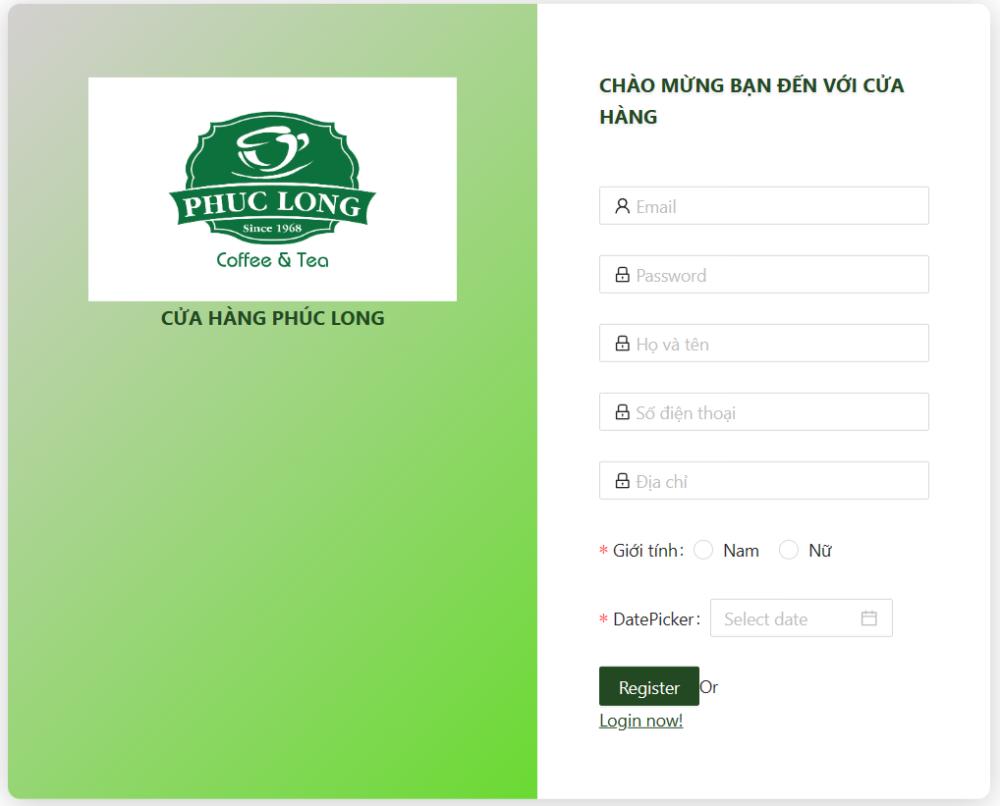 PHUC LONG
Since 1968
Coffee & Tea
CỬA HÀNG PHÚC LONG
CHÀO MỪNG BẠN ĐẾN VỚI CỬA
HÀNG
Email
Password
Họ và tên
Số điện thoại
Địa chỉ
* Giới tính: Nam Nữ
* DatePicker: Select date
Register Or
Login now!